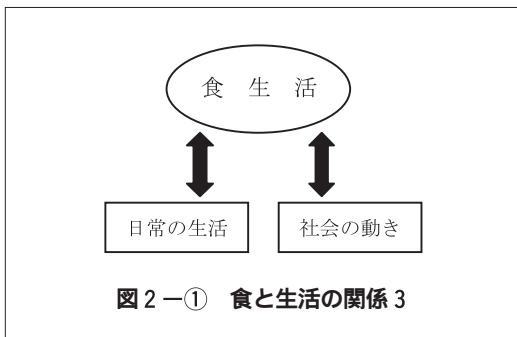 食 生 活
日常の生活
社会の動き
図2－① 食と生活の関係3